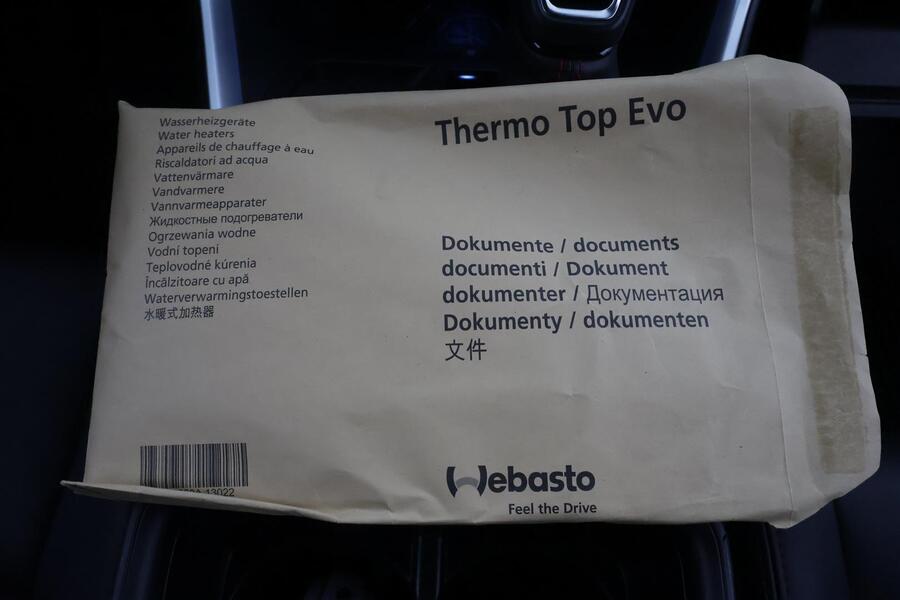 Wasserheizgeräte
Water heaters
Appareils de chauffage à eau
Riscaldatori ad acqua
Vattenvärmare
Vandvarmere
Vannvarmeapparater
Жидкостные подогреватели
Ogrzewania wodne
Vodní topeni
Teplovodné kúrenia
Încălzitoare cu apă
Waterverwarmingstoestellen
水暖式加热器
Thermo Top Evo
Dokumente / documents
documenti / Dokument
dokumenter / Документация
Dokumenty / dokumenten
文件
13022
Webasto
Feel the Drive